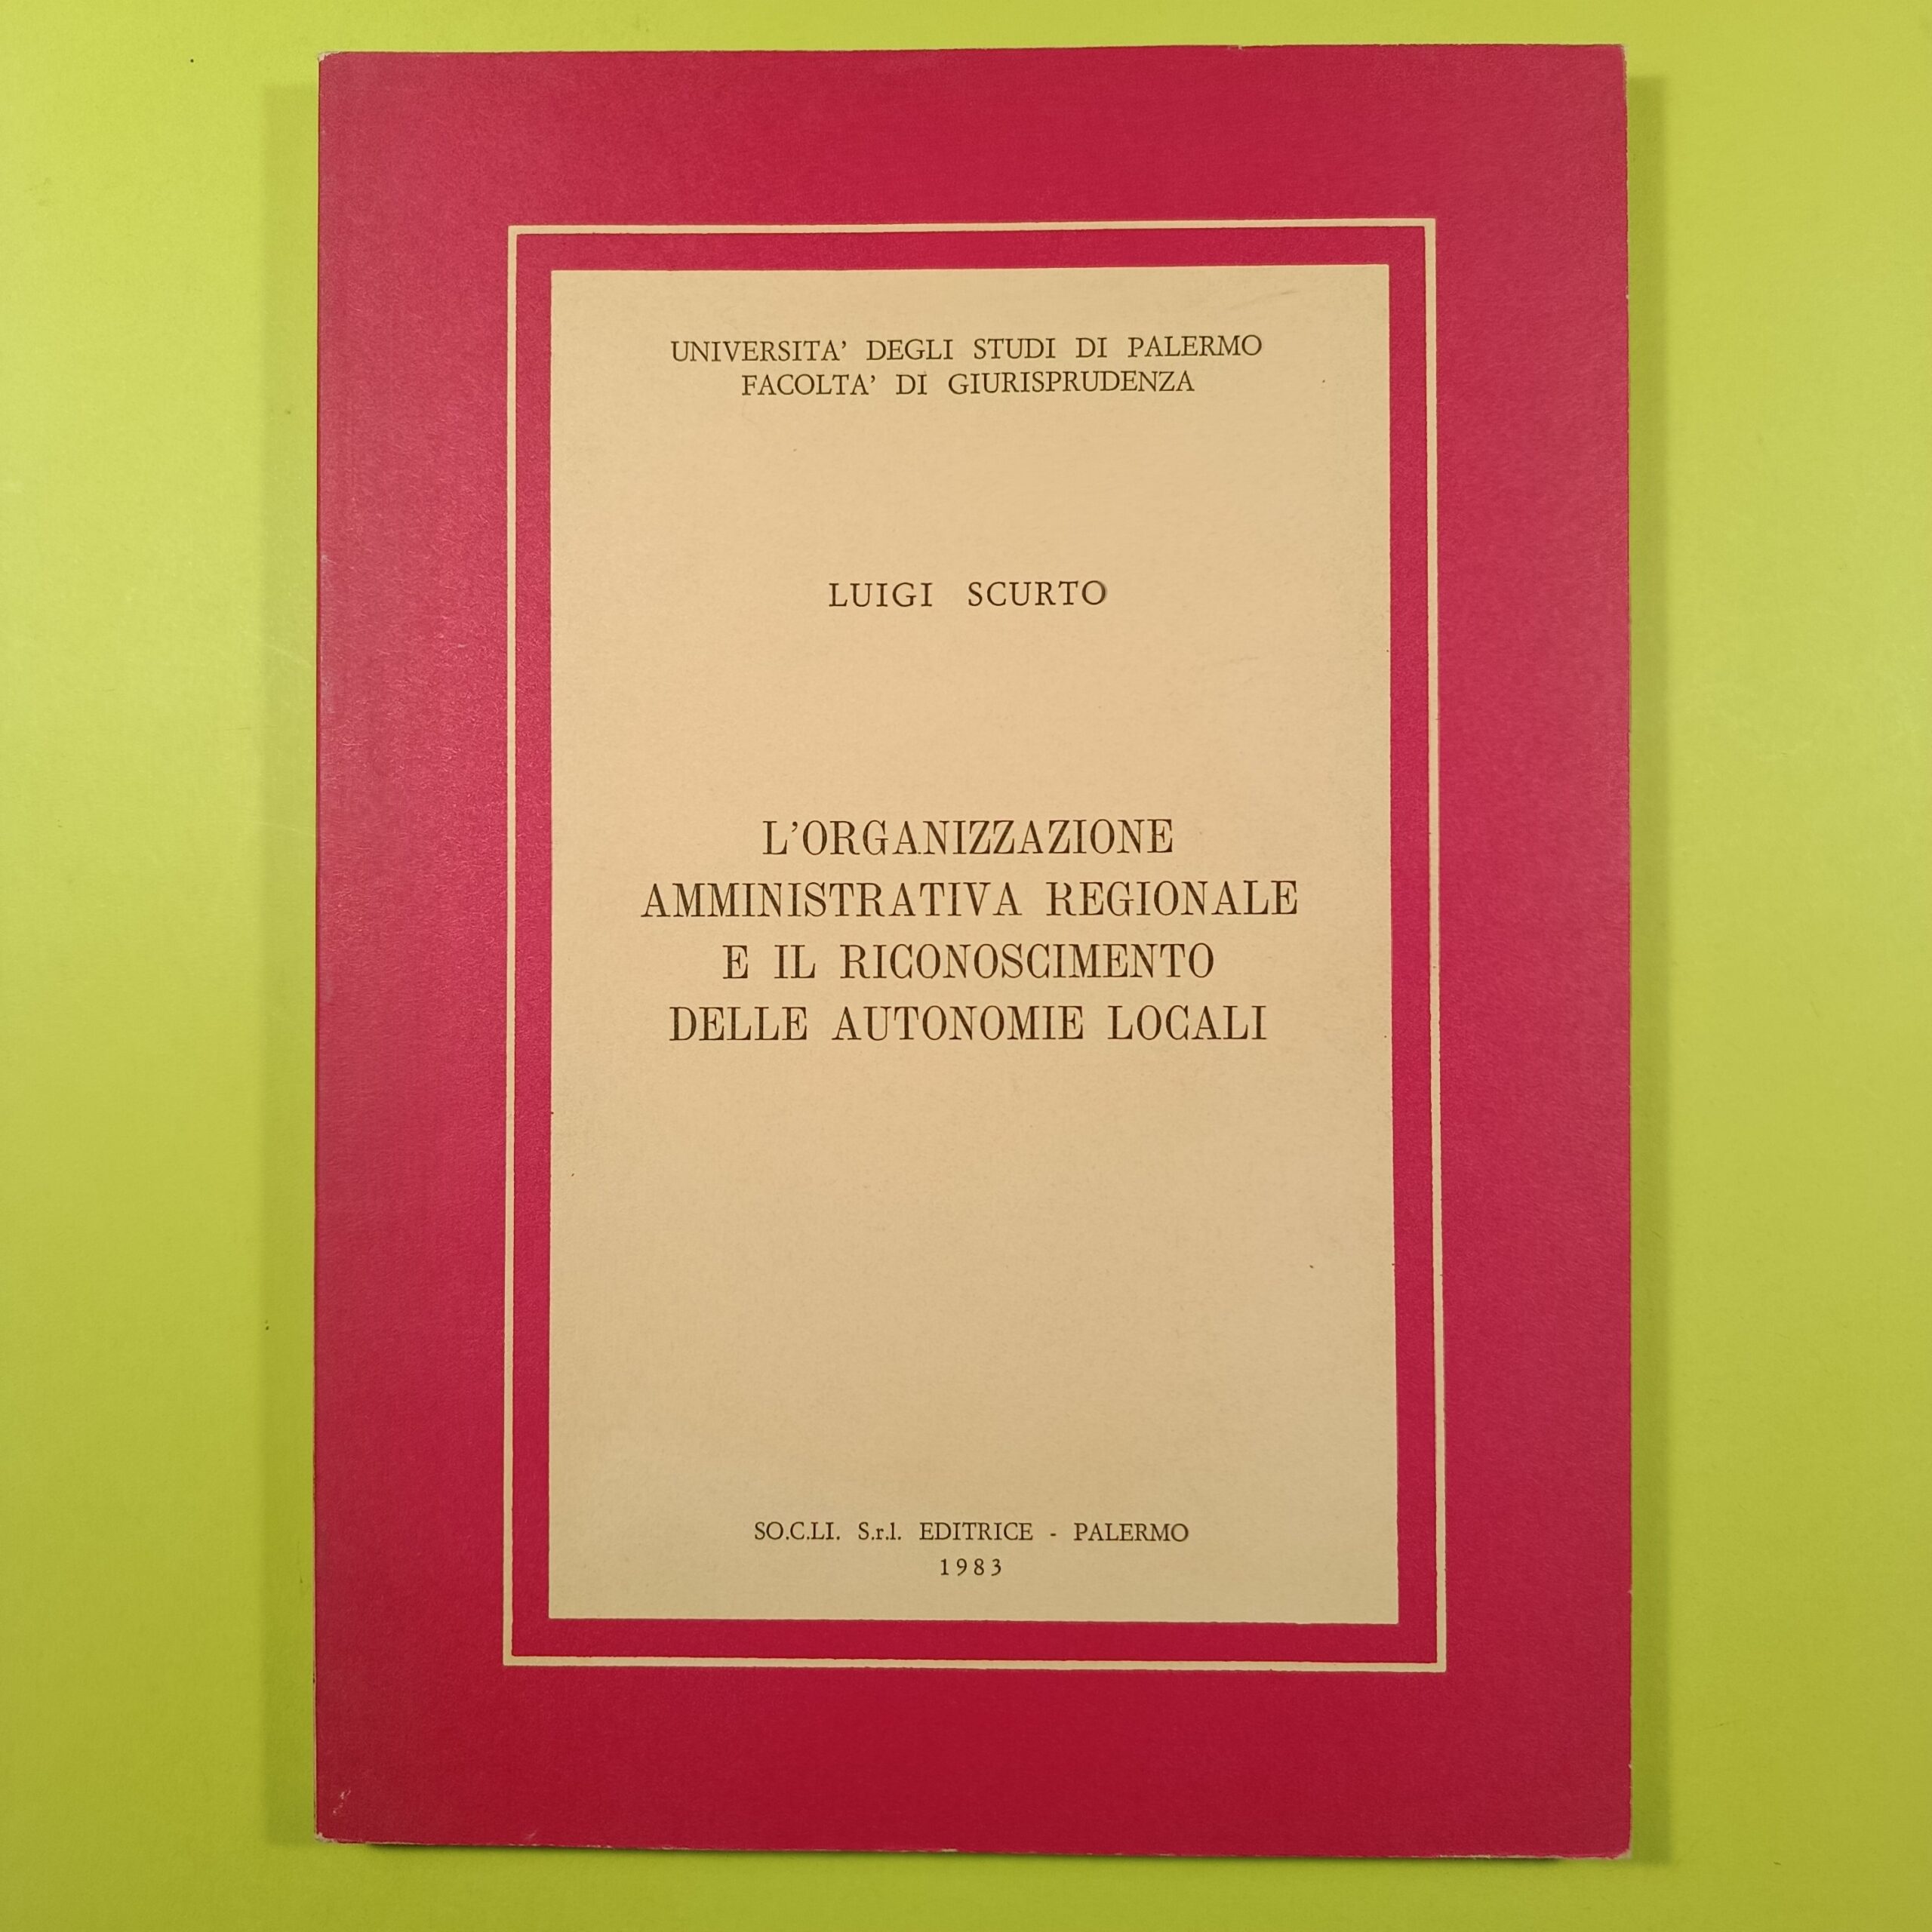 UNIVERSITA' DEGLI STUDI DI PALERMO
FACOLTA' DI GIURISPRUDENZA
LUIGI SCURTO
L'ORGANIZZAZIONE
AMMINISTRATIVA REGIONALE
E IL RICONOSCIMENTO
DELLE AUTONOMIE LOCALI
SO.C.LI. S.r.l. EDITRICE - PALERMO
1983